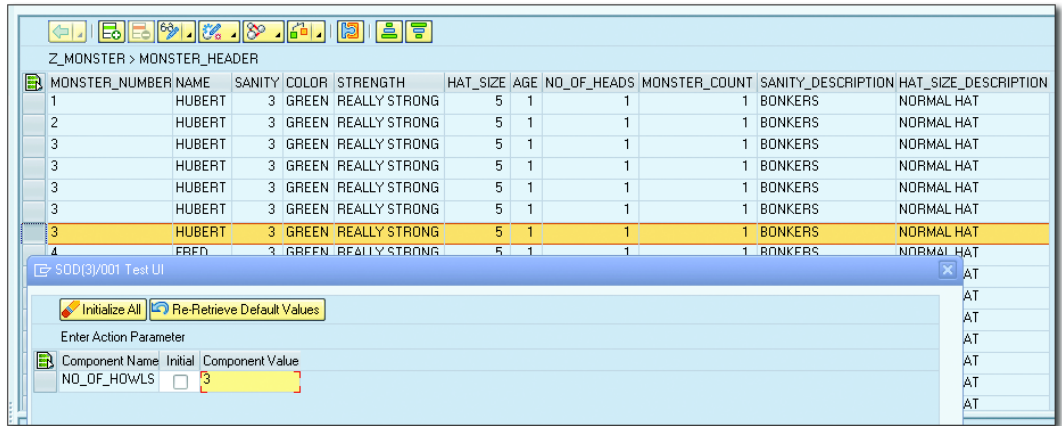 Z_MONSTER > MONSTER_HEADER
MONSTER_NUMBER NAME SANITY COLOR STRENGTH HAT_SIZE AGE NO_OF_HEADS MONSTER_COUNT SANITY_DESCRIPTION HAT_SIZE_DESCRIPTION
1 HUBERT 3 GREEN REALLY STRONG 5 1 1 1 BONKERS NORMAL HAT
2 HUBERT 3 GREEN REALLY STRONG 5 1 1 1 BONKERS NORMAL HAT
3 HUBERT 3 GREEN REALLY STRONG 5 1 1 1 BONKERS NORMAL HAT
3 HUBERT 3 GREEN REALLY STRONG 5 1 1 1 BONKERS NORMAL HAT
3 HUBERT 3 GREEN REALLY STRONG 5 1 1 1 BONKERS NORMAL HAT
3 HUBERT 3 GREEN REALLY STRONG 5 1 1 1 BONKERS NORMAL HAT
3 HUBERT 3 GREEN REALLY STRONG 5 1 1 1 BONKERS NORMAL HAT
4 FRED 3 GREEN REALLY STRONG 5 1 1 1 BONKERS NORMAL HAT
SOD(3)/001 Test UI
AT
AT
Initialize All Re-Retrieve Default Values
AT
Enter Action Parameter
AT
Component Name Initial Component Value
AT
NO_OF_HOWLS 3
AT
AT